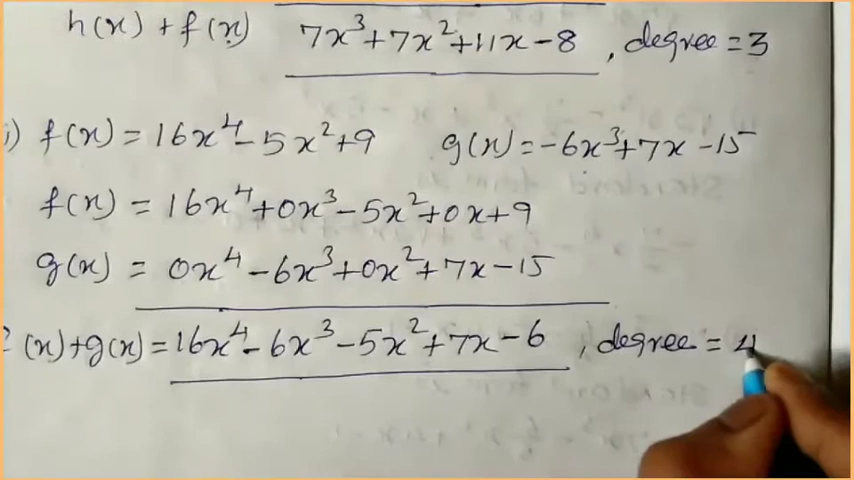 h(x) + f(x) 7x³+7x²+11x-8 , degree = 3
i) f(x) = 16x⁴-5x²+9 g(x) = -6x³+7x-15
f(x) = 16x⁴+0x³-5x²+0x+9
g(x) = 0x⁴-6x³+0x²+7x-15
(x)+g(x) = 16x⁴-6x³-5x²+7x-6 , degree = 4